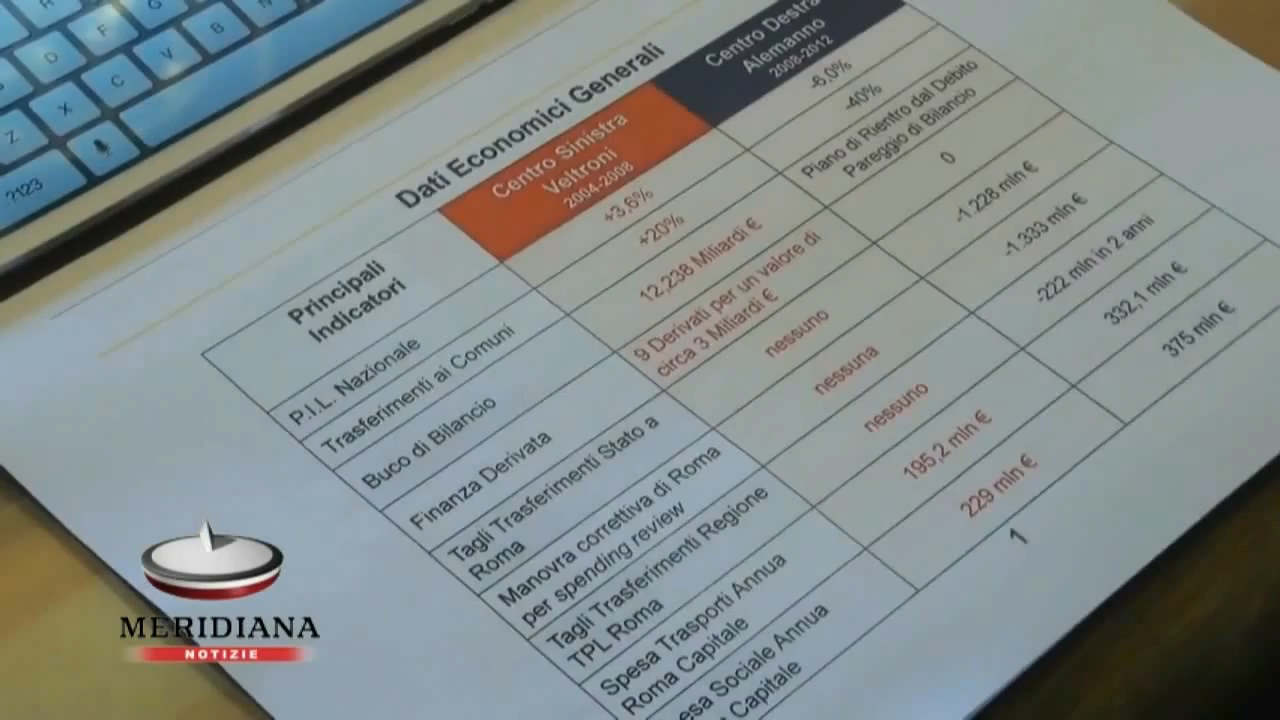 R
D
F
G
H
Z
X
C
V
B
N
?123
Dati Economici Generali
Principali
Indicatori
Centro Sinistra
Veltroni
2004-2008
Centro Destra
Alemanno
2008-2012
P.I.L. Nazionale
+3,6%
-6,0%
Trasferimenti ai Comuni
+20%
-40%
Buco di Bilancio
12,238 Miliardi €
Piano di Rientro dal Debito
Pareggio di Bilancio
Finanza Derivata
9 Derivati per un valore di
circa 3 Miliardi €
0
Tagli Trasferimenti Stato a
Roma
nessuno
-1.228 mln €
Manovra correttiva di Roma
per spending review
nessuna
-1.333 mln €
Tagli Trasferimenti Regione
TPL Roma
nessuno
-222 mln in 2 anni
Spesa Trasporti Annua
Roma Capitale
195,2 mln €
332,1 mln €
esa Sociale Annua
Capitale
229 mln €
375 mln €
1
MERIDIANA
NOTIZIE